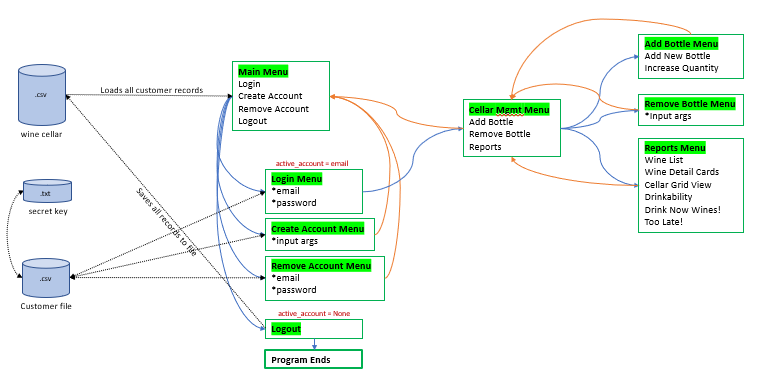 .csv
wine cellar
.txt
secret key
.csv
Customer file
Loads all customer records
Saves all records to file
Main Menu
Login
Create Account
Remove Account
Logout
active_account = email
Login Menu
*email
*password
Create Account Menu
*input args
Remove Account Menu
*email
*password
active_account = None
Logout
Program Ends
Cellar Mgmt Menu
Add Bottle
Remove Bottle
Reports
Add Bottle Menu
Add New Bottle
Increase Quantity
Remove Bottle Menu
*Input args
Reports Menu
Wine List
Wine Detail Cards
Cellar Grid View
Drinkability
Drink Now Wines!
Too Late!